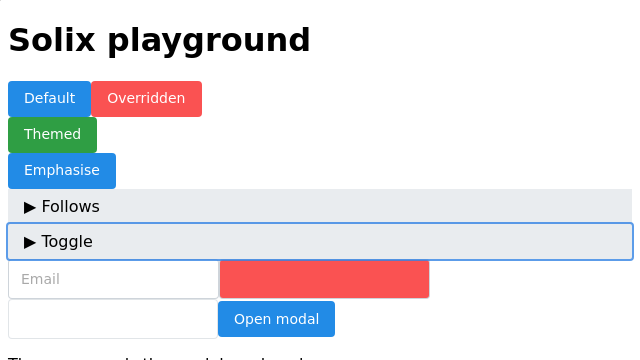 Solix playground
Default Overridden
Themed
Emphasise
▶ Follows
▶ Toggle
Email
Open modal